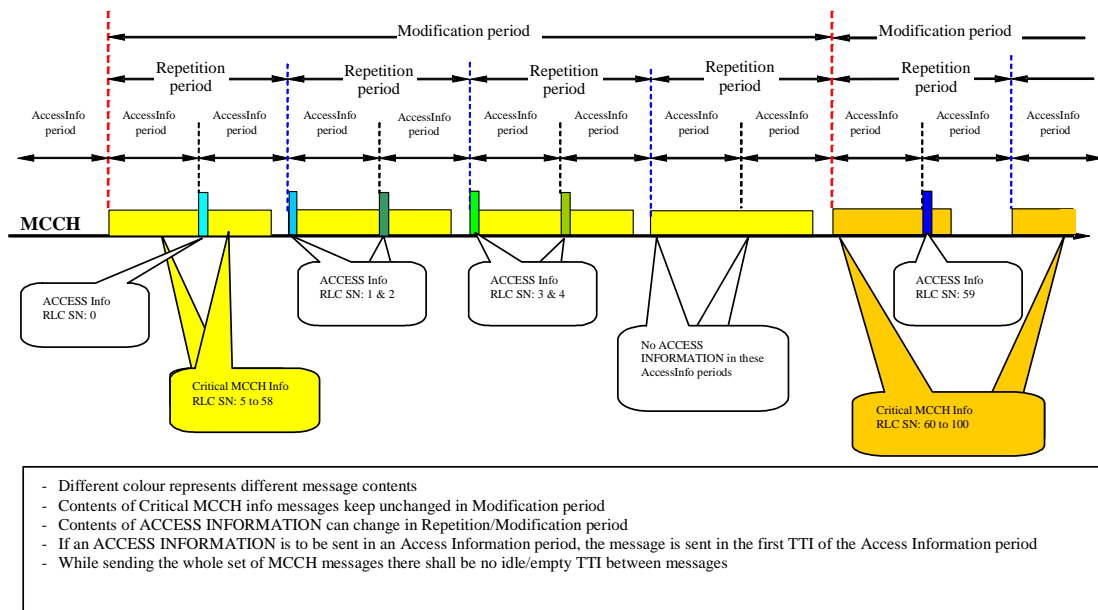 Modification period
Modification period
Repetition
period
Repetition
period
Repetition
period
Repetition
period
Repetition
period
AccessInfo
period
AccessInfo
period
AccessInfo
period
AccessInfo
period
AccessInfo
period
AccessInfo
period
AccessInfo
period
AccessInfo
period
AccessInfo
period
AccessInfo
period
AccessInfo
period
AccessInfo
period
MCCH
ACCESS Info
RLC SN: 0
ACCESS Info
RLC SN: 1 & 2
ACCESS Info
RLC SN: 3 & 4
ACCESS Info
RLC SN: 59
No ACCESS
INFORMATION in these
AccessInfo periods
Critical MCCH Info
RLC SN: 5 to 58
Critical MCCH Info
RLC SN: 60 to 100
- Different colour represents different message contents
- Contents of Critical MCCH info messages keep unchanged in Modification period
- Contents of ACCESS INFORMATION can change in Repetition/Modification period
- If an ACCESS INFORMATION is to be sent in an Access Information period, the message is sent in the first TTI of the Access Information period
- While sending the whole set of MCCH messages there shall be no idle/empty TTI between messages